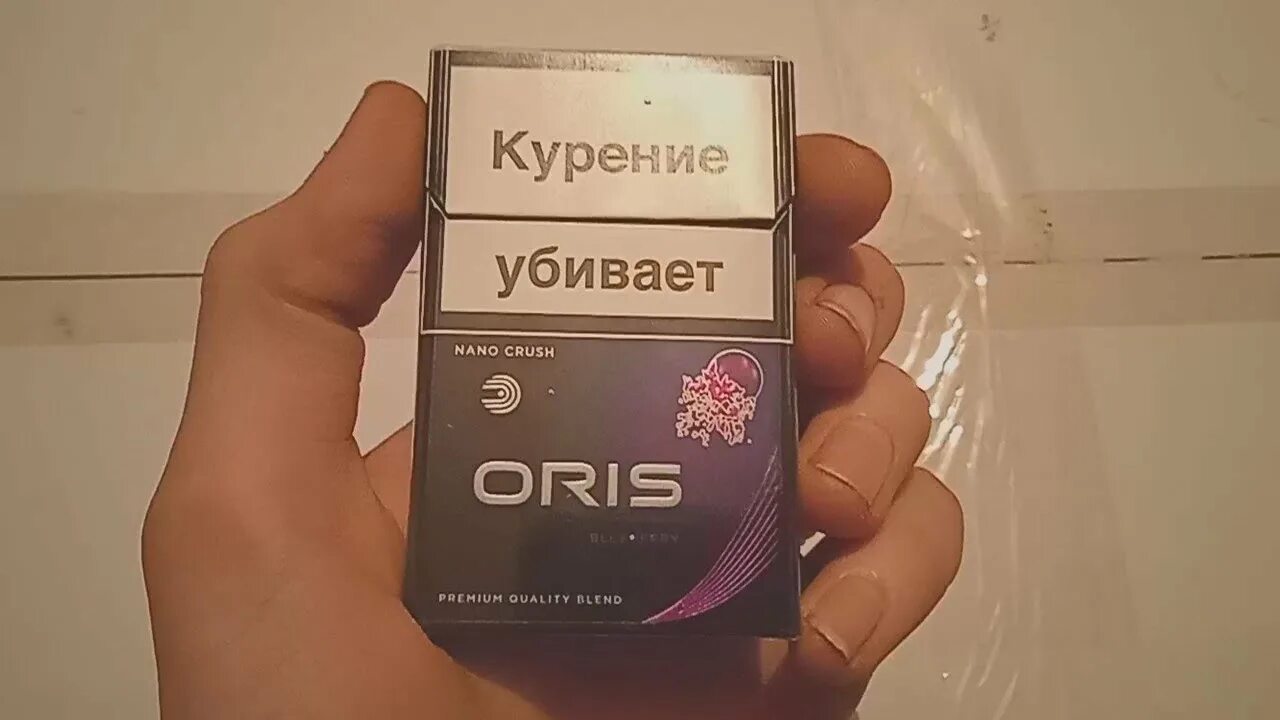 Курение
убивает
NANO CRUSH
ORIS
PREMIUM QUALITY BLEND